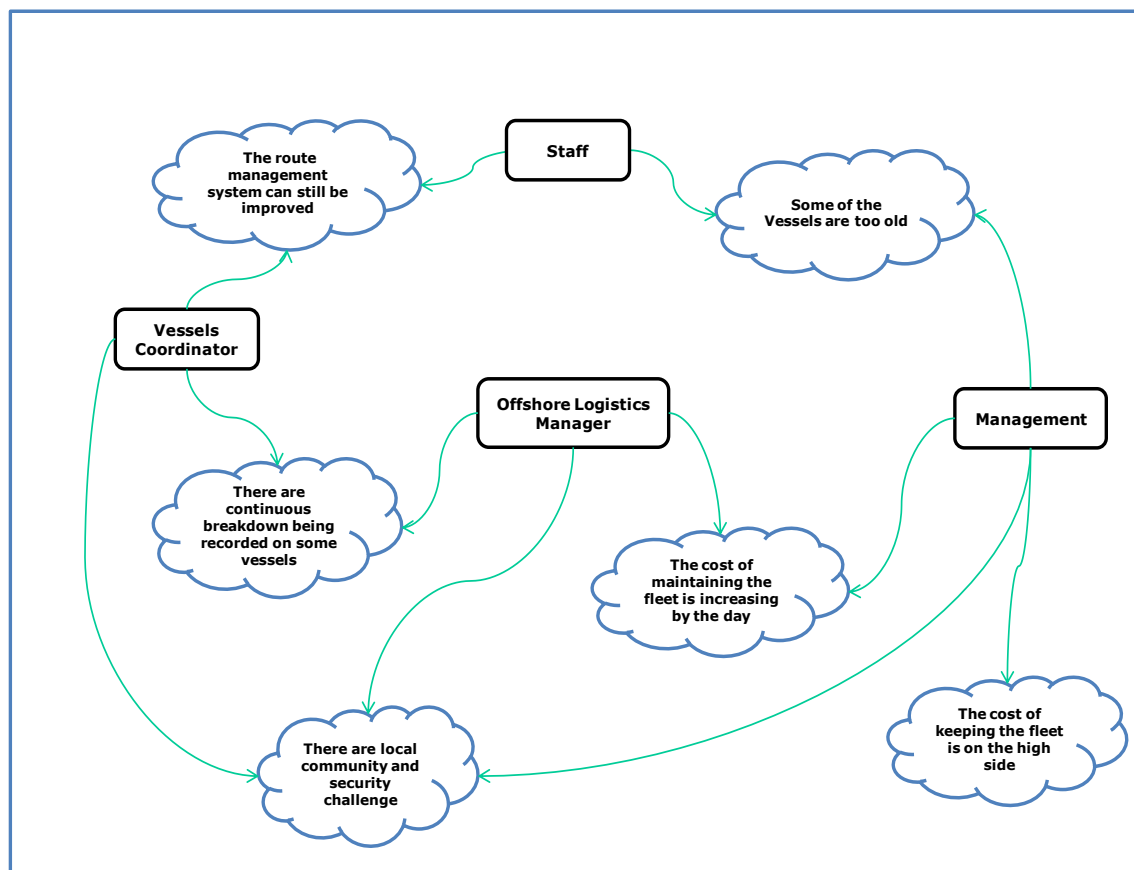 The route
management
system can still be
improved
Staff
Some of the
Vessels are too old
Vessels
Coordinator
Offshore Logistics
Manager
Management
There are
continuous
breakdown being
recorded on some
vessels
The cost of
maintaining the
fleet is increasing
by the day
The cost of
keeping the fleet
is on the high
side
There are local
community and
security
challenge